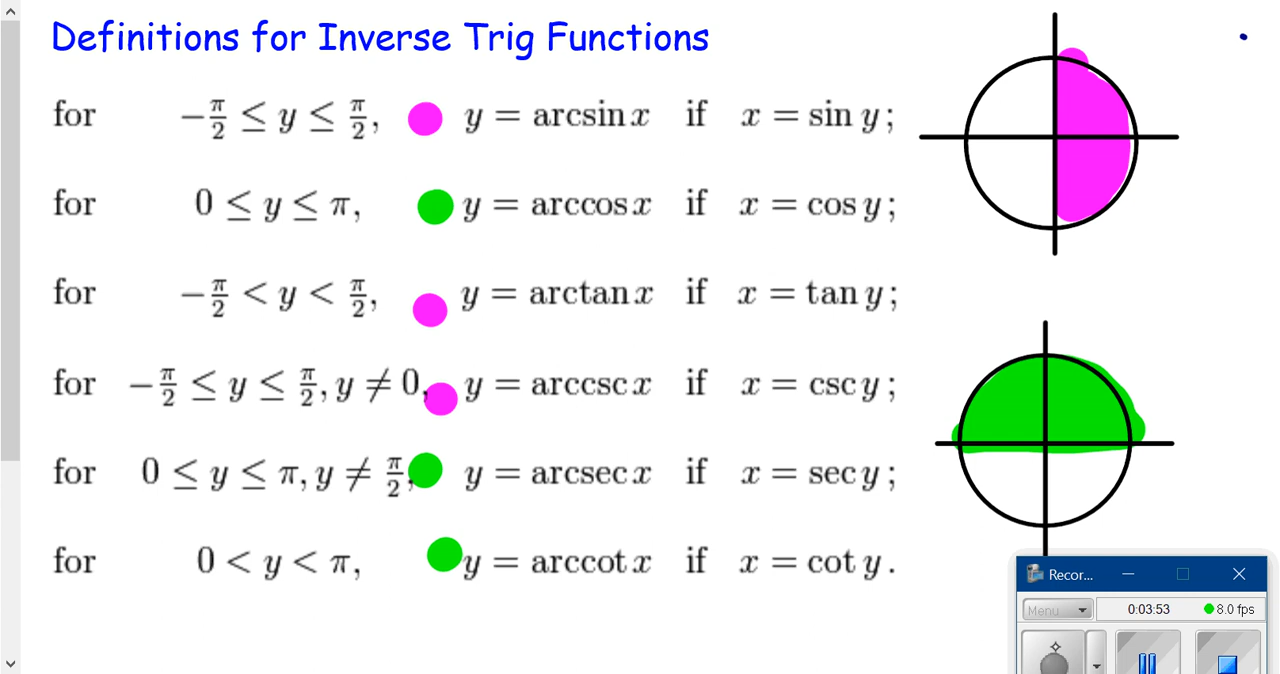 Definitions for Inverse Trig Functions
for −π/2 ≤ y ≤ π/2, y = arcsin x if x = sin y;
for 0 ≤ y ≤ π, y = arccos x if x = cos y;
for −π/2 < y < π/2, y = arctan x if x = tan y;
for −π/2 ≤ y ≤ π/2, y ≠ 0, y = arccsc x if x = csc y;
for 0 ≤ y ≤ π, y ≠ π/2, y = arcsec x if x = sec y;
for 0 < y < π, y = arccot x if x = cot y.
Recor...
Menu 0:03:53 8.0 fps